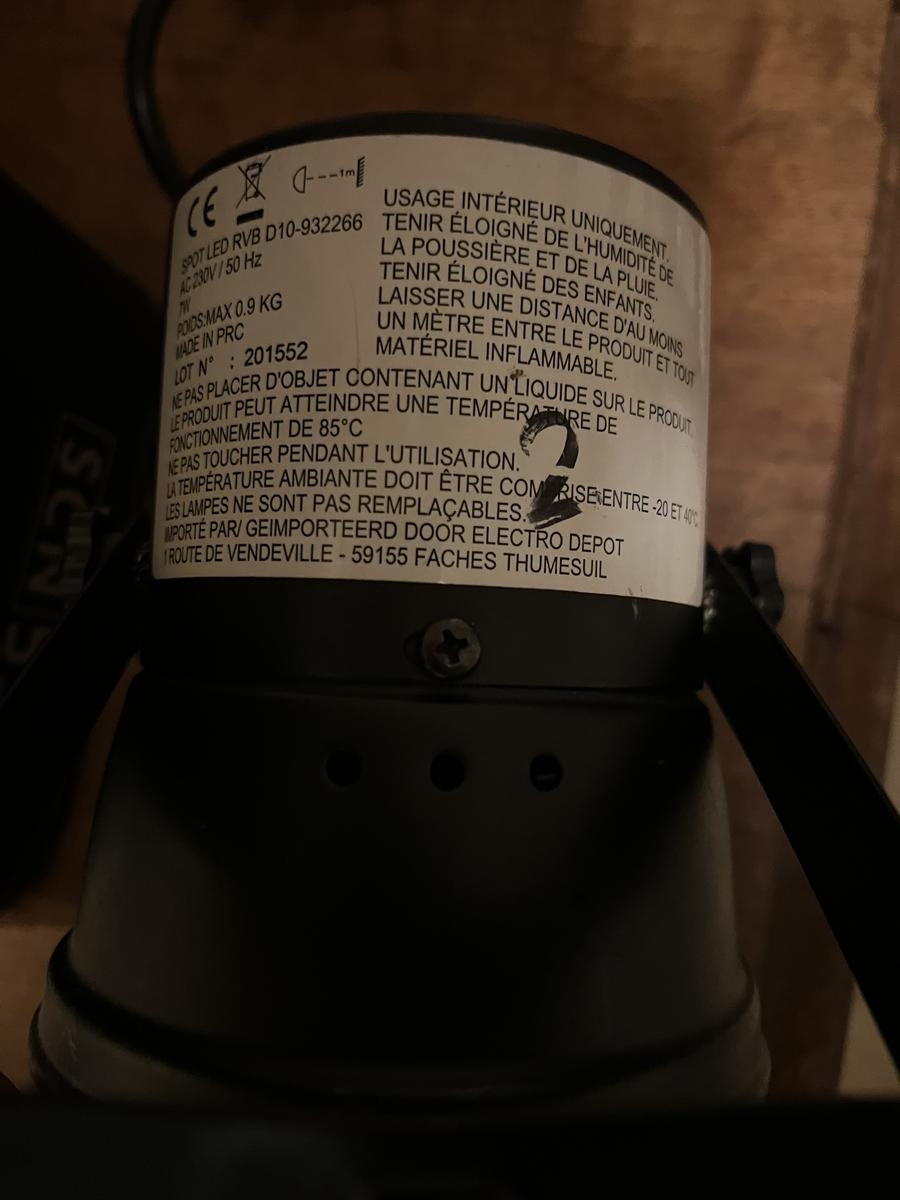 1m
SPOT LED RVB D10-932266
AC 230V / 50 Hz
7W
POIDS:MAX 0.9 KG
MADE IN PRC
LOT N° : 201552
USAGE INTÉRIEUR UNIQUEMENT.
TENIR ÉLOIGNÉ DE L'HUMIDITÉ DE
LA POUSSIÈRE ET DE LA PLUIE.
TENIR ÉLOIGNÉ DES ENFANTS.
LAISSER UNE DISTANCE D'AU MOINS
UN MÈTRE ENTRE LE PRODUIT ET TOUT
MATÉRIEL INFLAMMABLE.
NE PAS PLACER D'OBJET CONTENANT UN LIQUIDE SUR LE PRODUIT.
LE PRODUIT PEUT ATTEINDRE UNE TEMPÉRATURE DE
FONCTIONNEMENT DE 85°C
NE PAS TOUCHER PENDANT L'UTILISATION.
LA TEMPÉRATURE AMBIANTE DOIT ÊTRE COMPRISE ENTRE -20 ET 40°C
LES LAMPES NE SONT PAS REMPLAÇABLES.
2
IMPORTÉ PAR/ GEIMPORTEERD DOOR ELECTRO DEPOT
1 ROUTE DE VENDEVILLE - 59155 FACHES THUMESUIL